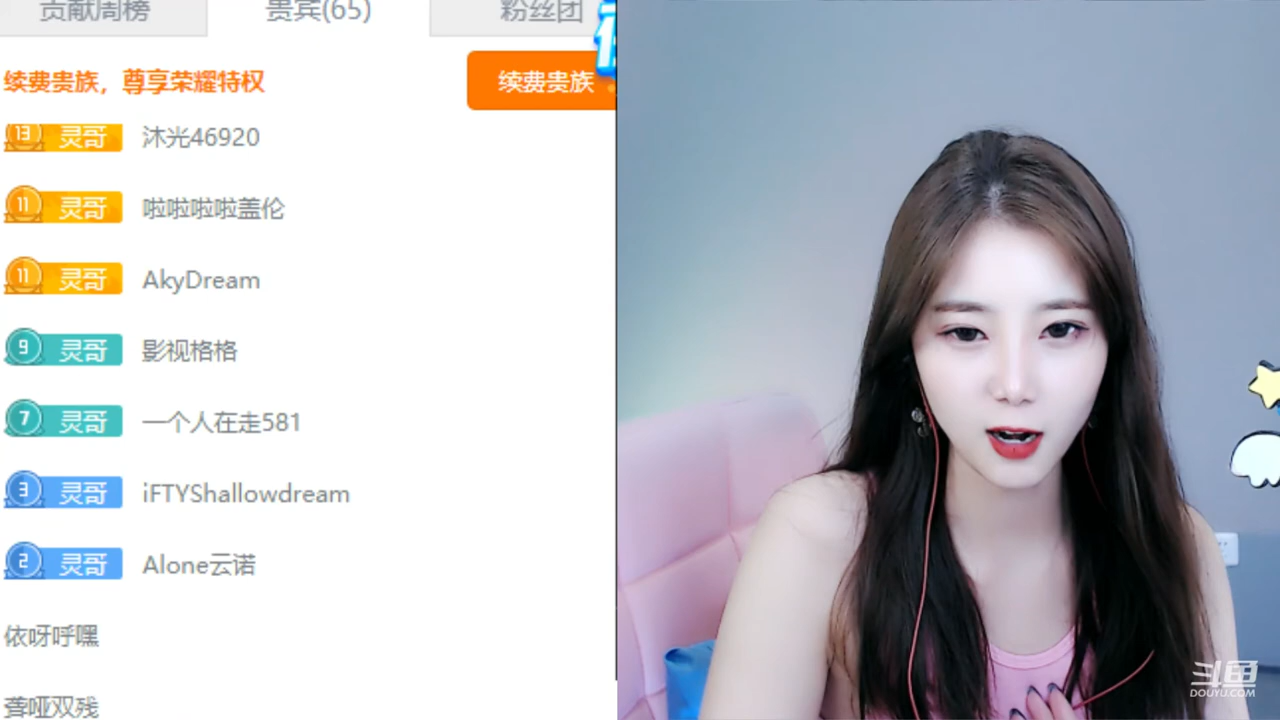 贡献周榜
贵宾(65)
粉丝团
续费贵族，尊享荣耀特权
续费贵族
13 灵哥 沐光46920
11 灵哥 啦啦啦啦盖伦
11 灵哥 AkyDream
9 灵哥 影视格格
7 灵哥 一个人在走581
3 灵哥 iFTYShallowdream
2 灵哥 Alone云诺
依呀呼嘿
聋哑双残
斗鱼
DOUYU.COM